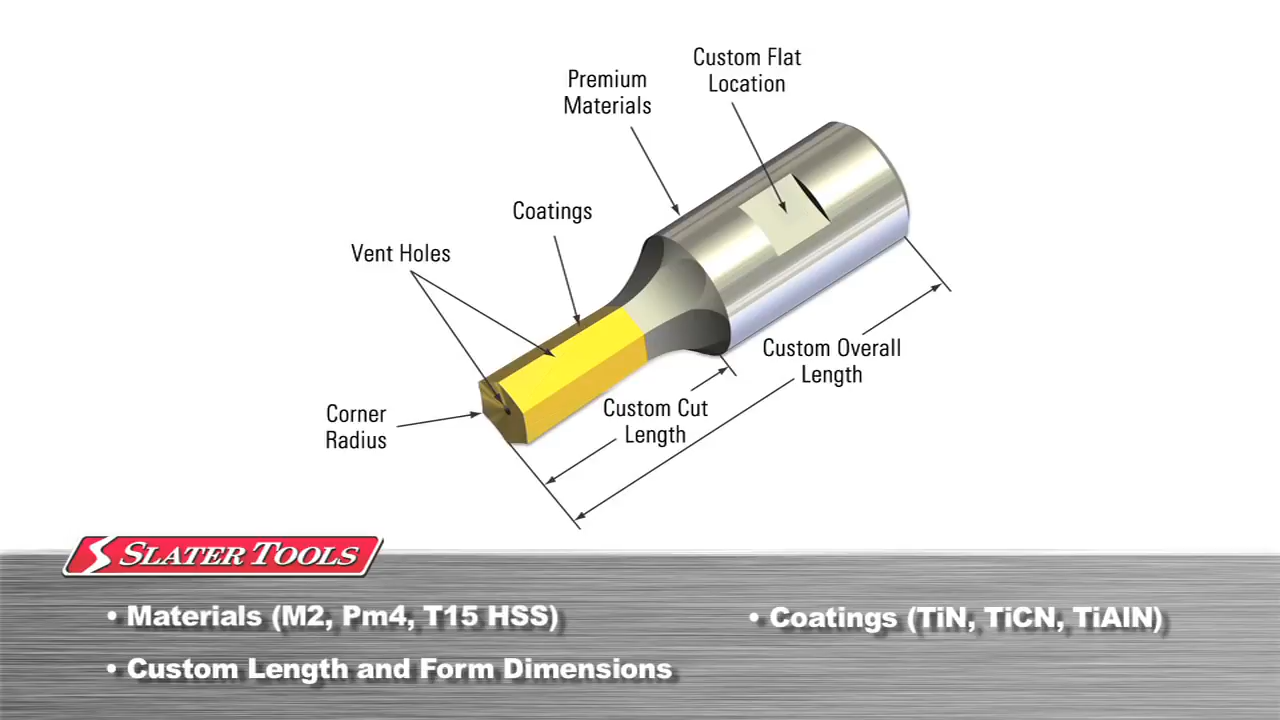 Custom Flat
Location
Premium
Materials
Coatings
Vent Holes
Corner
Radius
Custom Overall
Length
Custom Cut
Length
SLATER TOOLS
• Materials (M2, Pm4, T15 HSS)
• Coatings (TiN, TiCN, TiAlN)
• Custom Length and Form Dimensions